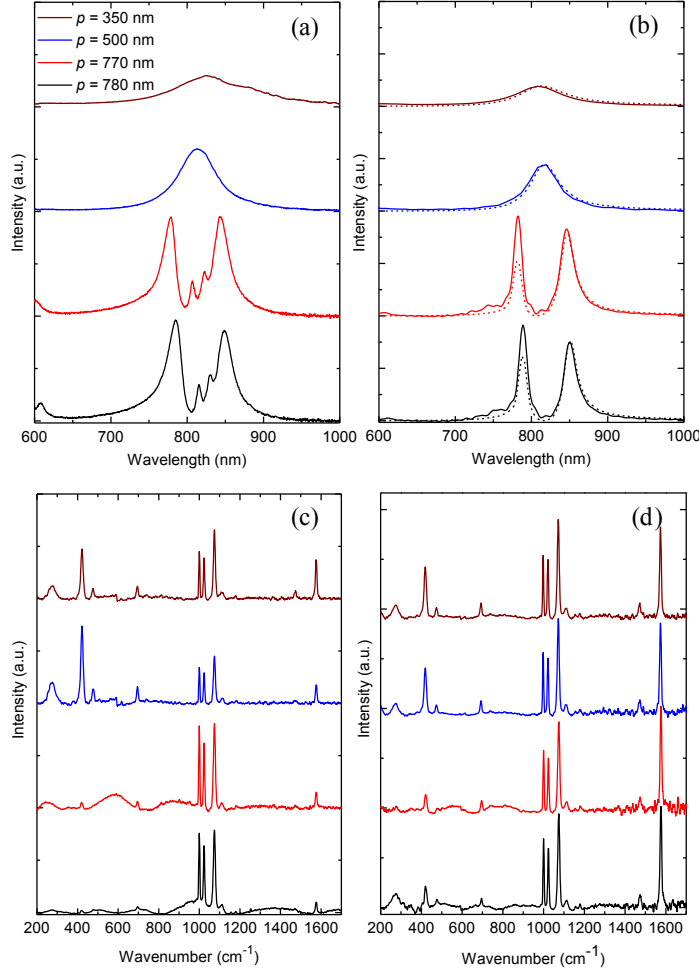 p = 350 nm
p = 500 nm
p = 770 nm
p = 780 nm
(a)
Intensity (a.u.)
600 700 800 900 1000
Wavelength (nm)
(b)
Intensity (a.u.)
600 700 800 900 1000
Wavelength (nm)
(c)
Intensity (a.u.)
200 400 600 800 1000 1200 1400 1600
Wavenumber (cm⁻¹)
(d)
Intensity (a.u.)
200 400 600 800 1000 1200 1400 1600
Wavenumber (cm⁻¹)